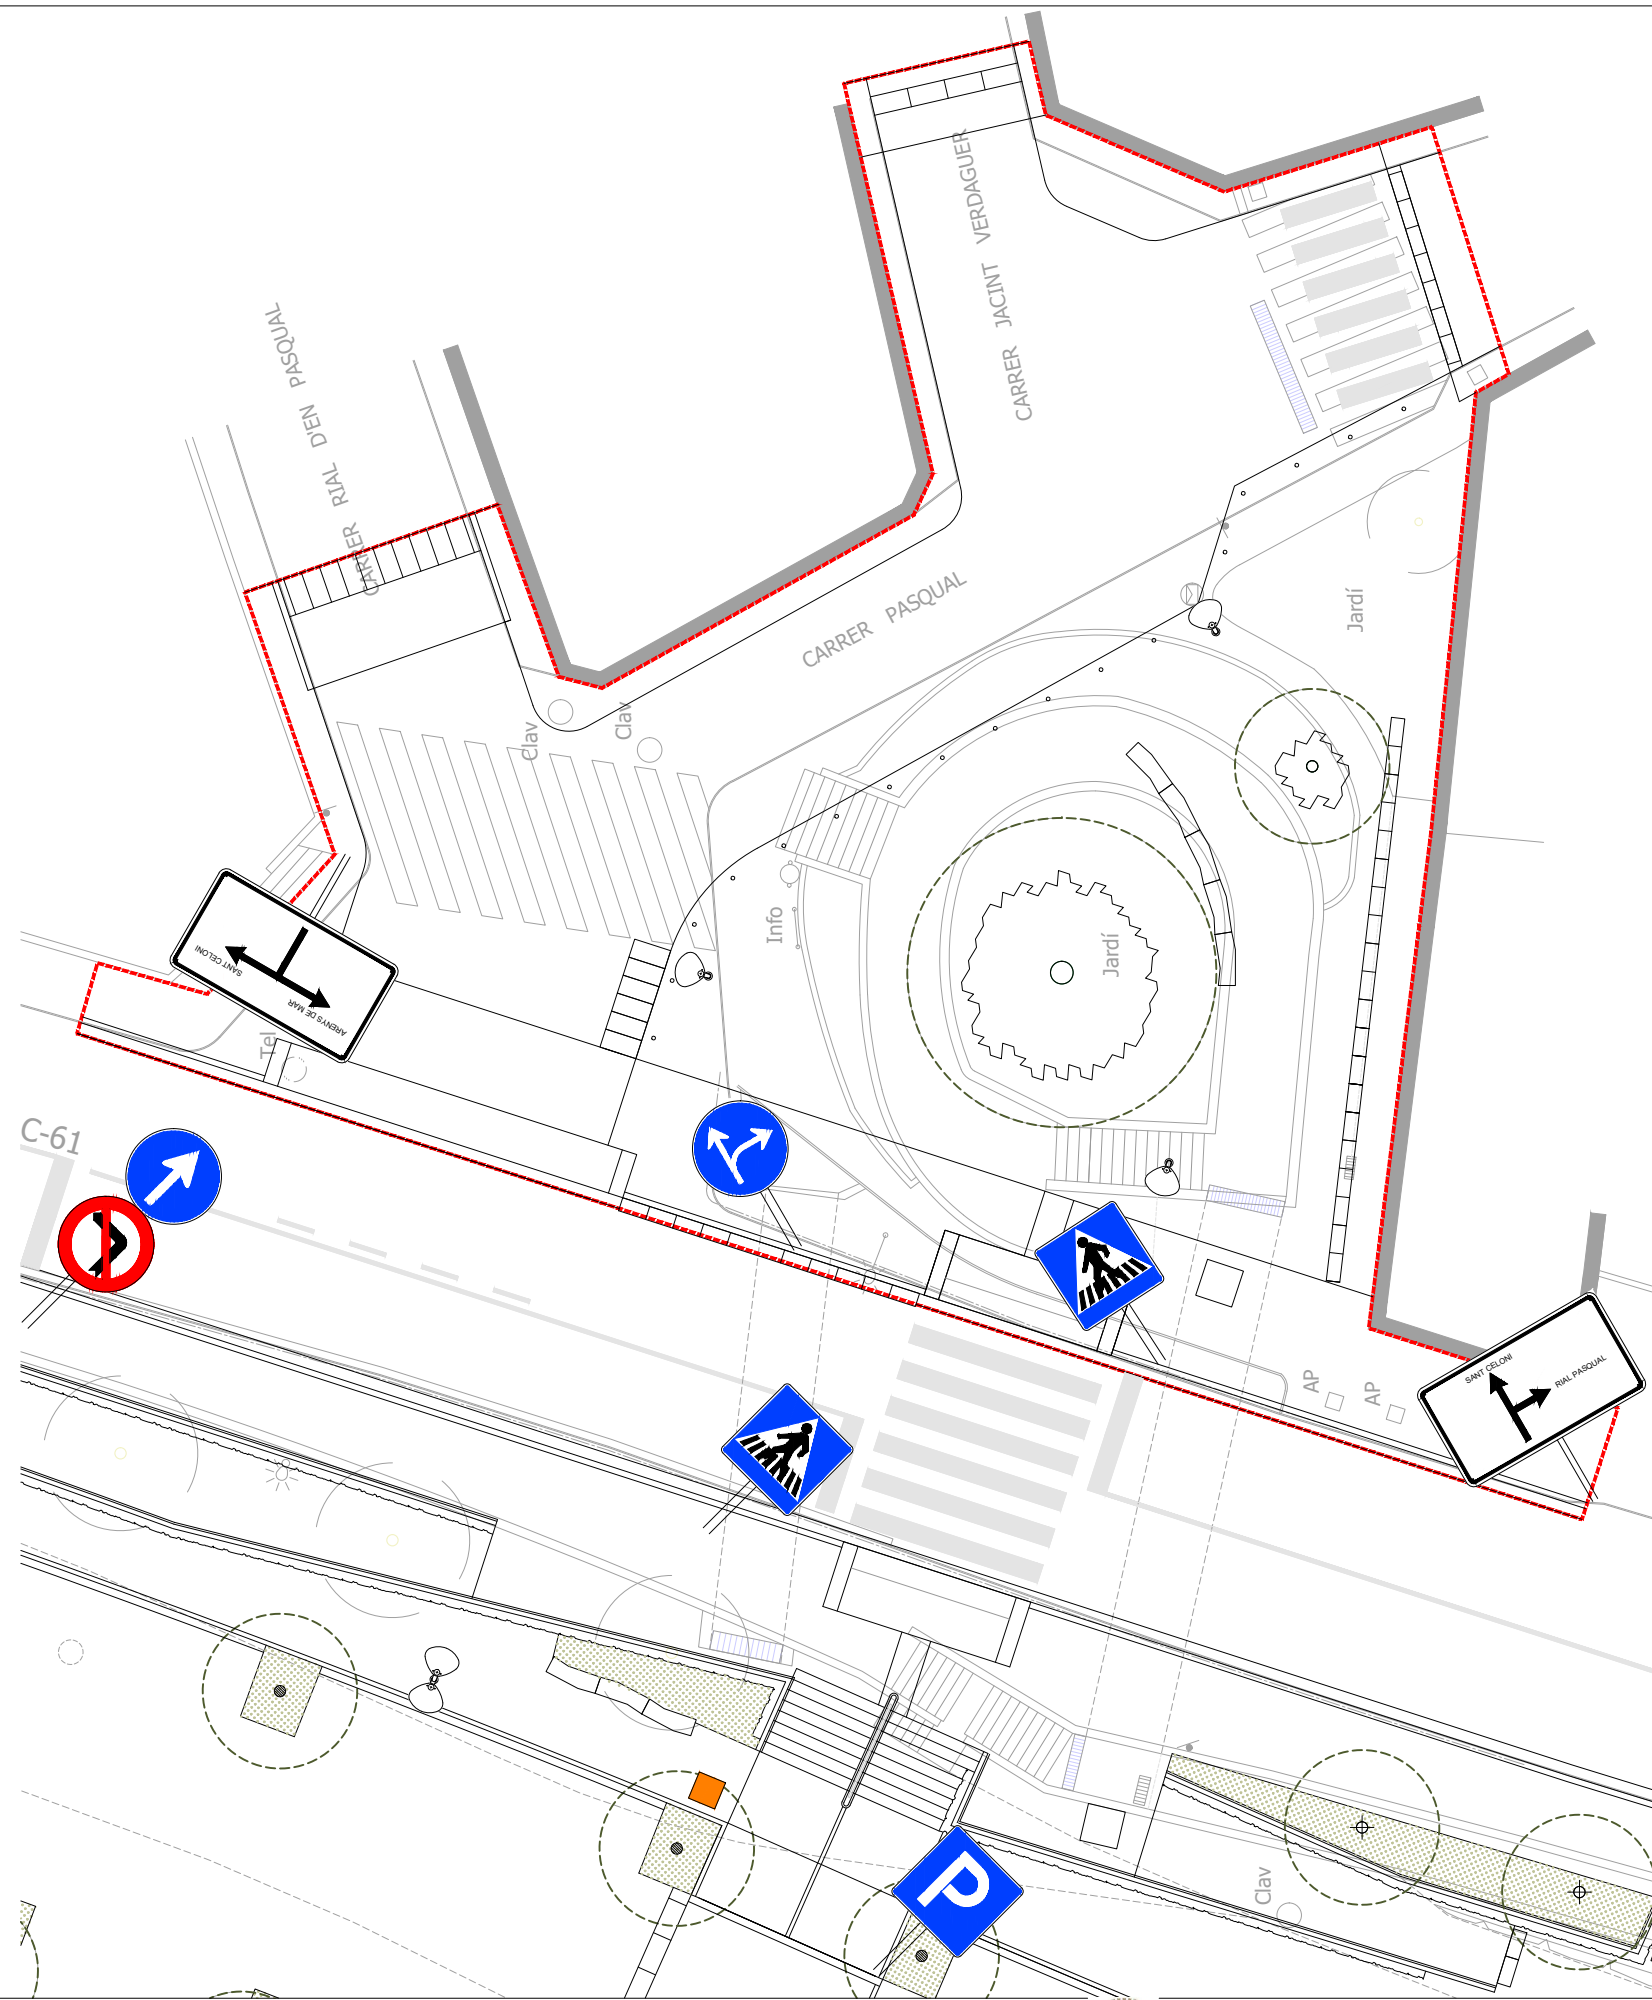 CARRER JACINT VERDAGUER
CARRER RIAL D'EN PASQUAL
CARRER PASQUAL
Jardí
Clav
Clav
Info
Jardí
SANT CELONI
ARENYS DE MAR
Tel
C-61
AP
AP
SANT CELONI
RIAL PASQUAL
Clav
P